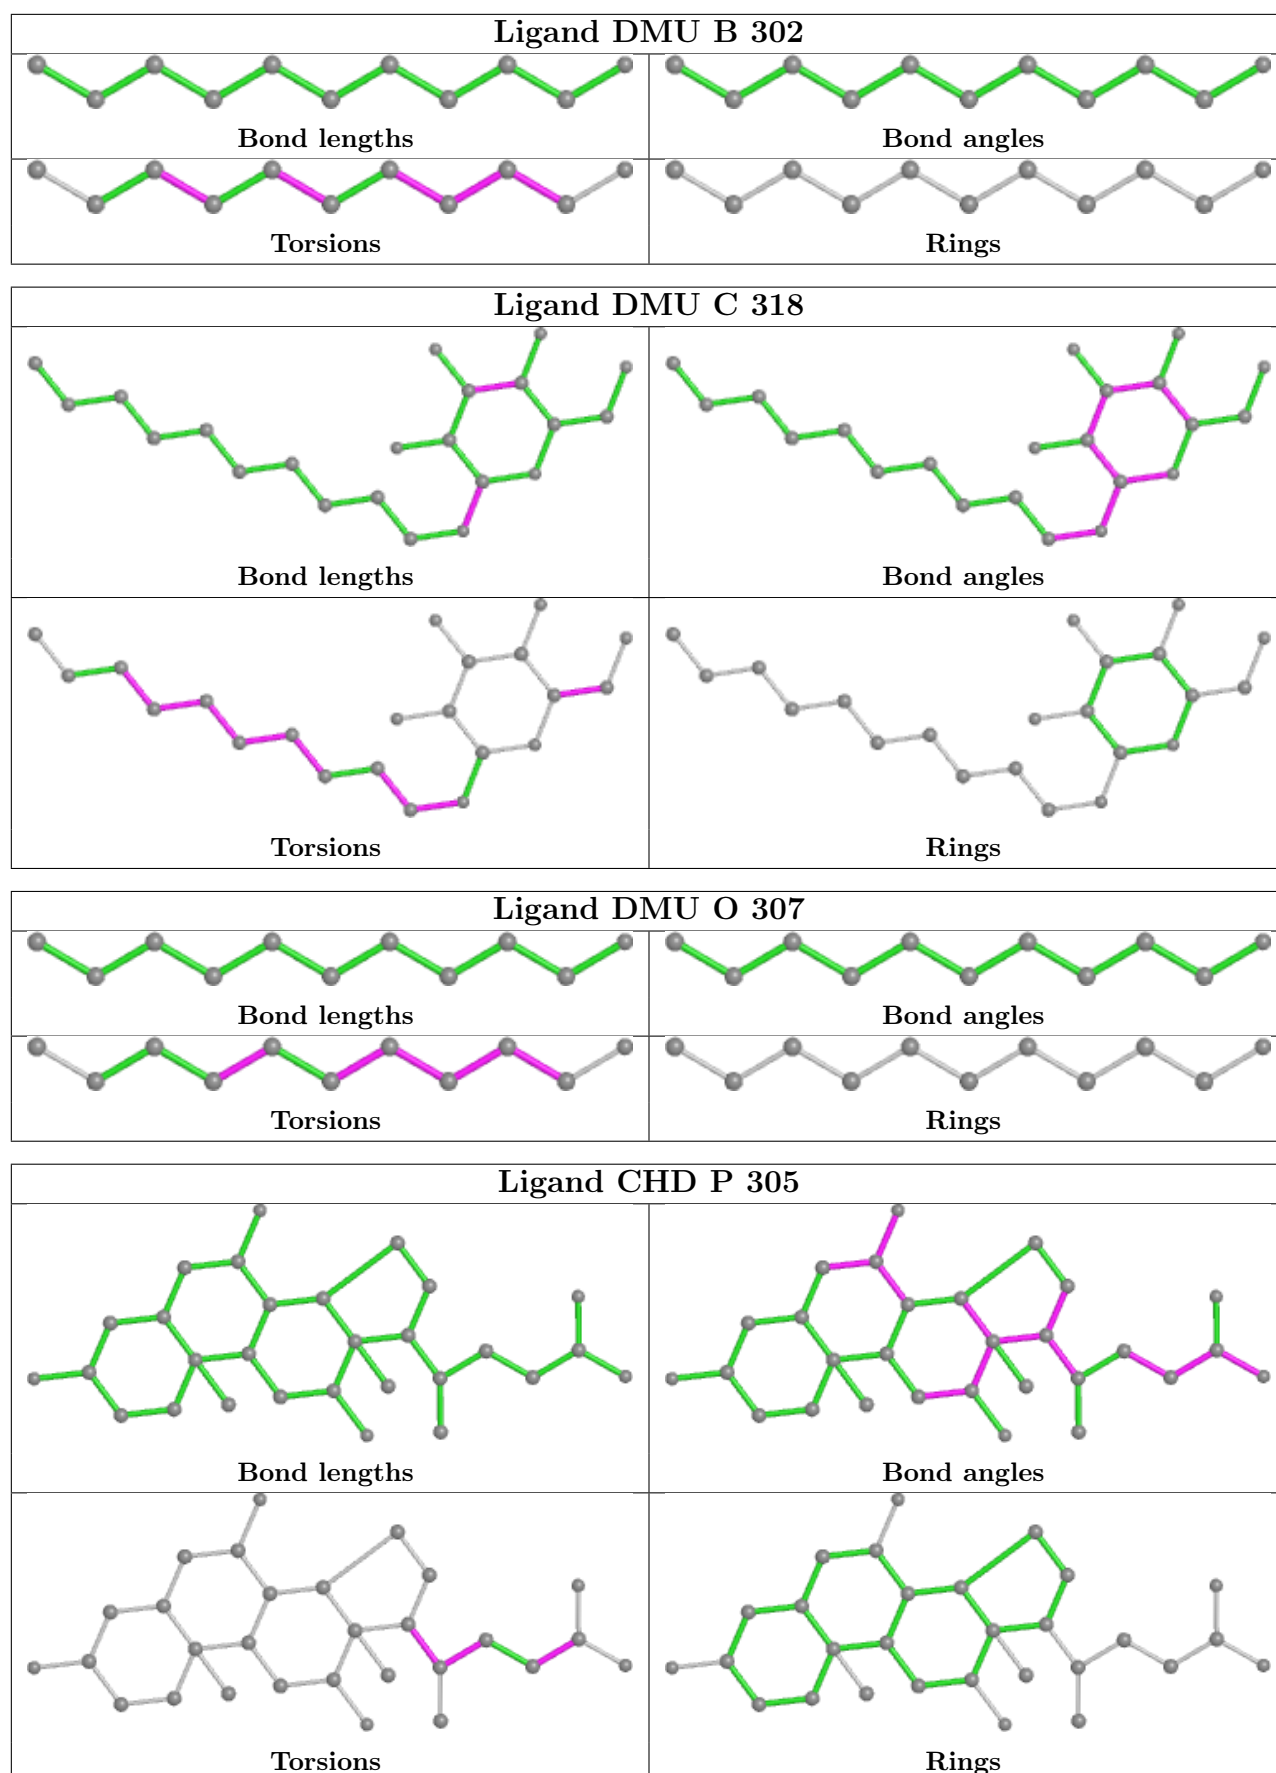 Ligand DMU B 302
Bond lengths
Bond angles
Torsions
Rings
Ligand DMU C 318
Bond lengths
Bond angles
Torsions
Rings
Ligand DMU O 307
Bond lengths
Bond angles
Torsions
Rings
Ligand CHD P 305
Bond lengths
Bond angles
Torsions
Rings